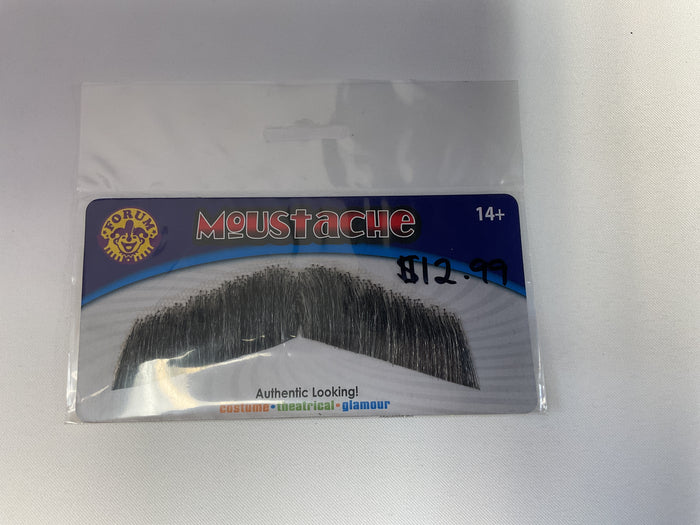 FORUM
MOUSTACHE
14+
$12.99
Authentic Looking!
costume • theatrical • glamour